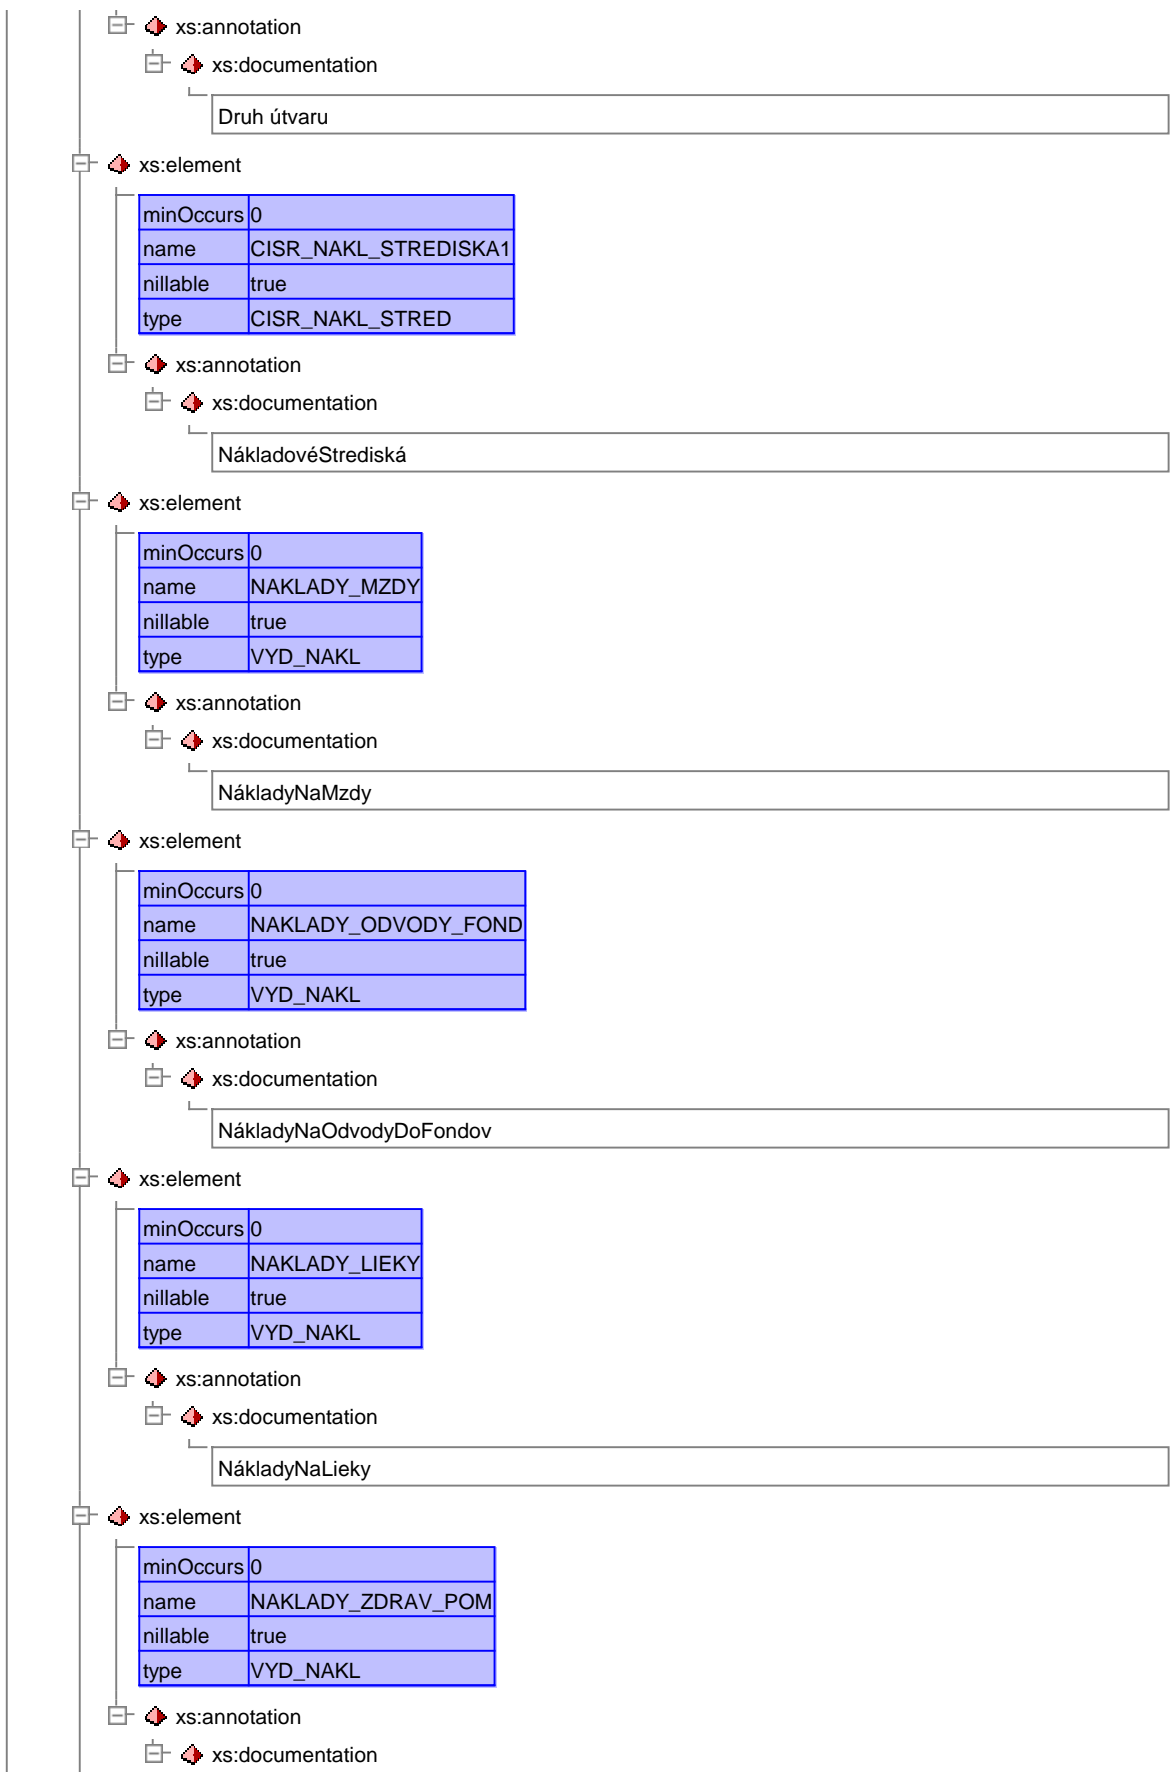 xs:annotation
xs:documentation
Druh útvaru
xs:element
minOccurs 0
name CISR_NAKL_STREDISKA1
nillable true
type CISR_NAKL_STRED
xs:annotation
xs:documentation
NákladovéStrediská
xs:element
minOccurs 0
name NAKLADY_MZDY
nillable true
type VYD_NAKL
xs:annotation
xs:documentation
NákladyNaMzdy
xs:element
minOccurs 0
name NAKLADY_ODVODY_FOND
nillable true
type VYD_NAKL
xs:annotation
xs:documentation
NákladyNaOdvodyDoFondov
xs:element
minOccurs 0
name NAKLADY_LIEKY
nillable true
type VYD_NAKL
xs:annotation
xs:documentation
NákladyNaLieky
xs:element
minOccurs 0
name NAKLADY_ZDRAV_POM
nillable true
type VYD_NAKL
xs:annotation
xs:documentation